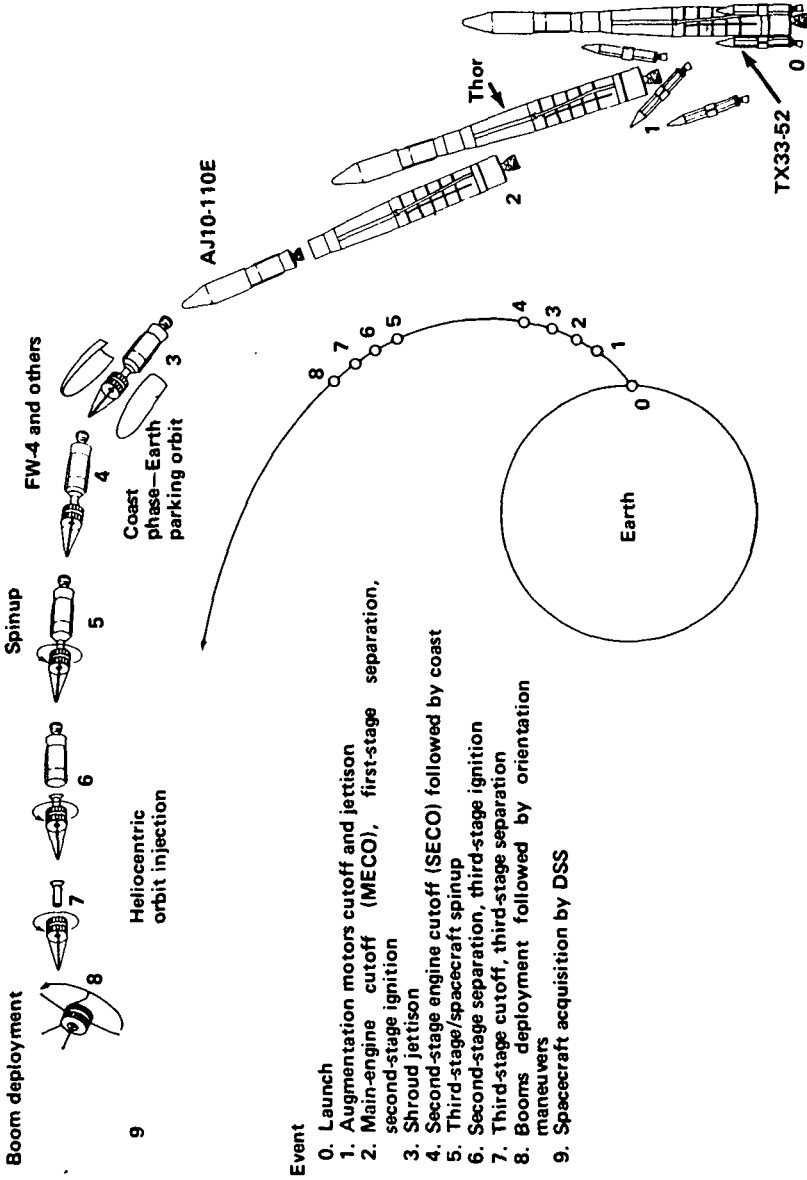 Boom deployment
Spinup
FW-4 and others
AJ10-110E
Thor
TX33-52
Heliocentric
orbit injection
Coast
phase—Earth
parking orbit
9
8
7
6
5
4
3
2
1
0
8
7
6
5
4
3
2
1
0
Earth
Event
0. Launch
1. Augmentation motors cutoff and jettison
2. Main-engine cutoff (MECO), first-stage separation,
second-stage ignition
3. Shroud jettison
4. Second-stage engine cutoff (SECO) followed by coast
5. Third-stage/spacecraft spinup
6. Second-stage separation, third-stage ignition
7. Third-stage cutoff, third-stage separation
8. Booms deployment followed by orientation
maneuvers
9. Spacecraft acquisition by DSS